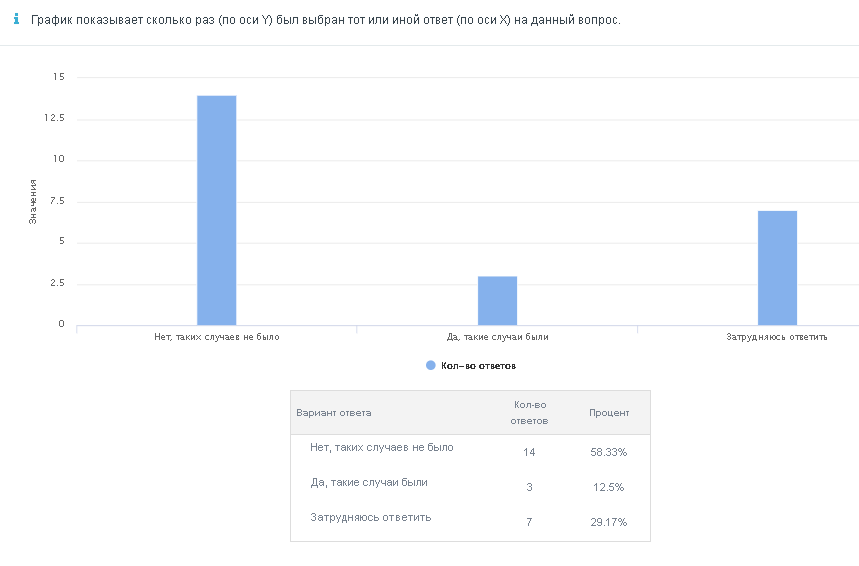 График показывает сколько раз (по оси Y) был выбран тот или иной ответ (по оси X) на данный вопрос.
15
12.5
10
7.5
5
2.5
0
Значения
Нет, таких случаев не было
Да, такие случаи были
Затрудняюсь ответить
Кол-во ответов
Вариант ответа Кол-во ответов Процент
Нет, таких случаев не было 14 58.33%
Да, такие случаи были 3 12.5%
Затрудняюсь ответить 7 29.17%